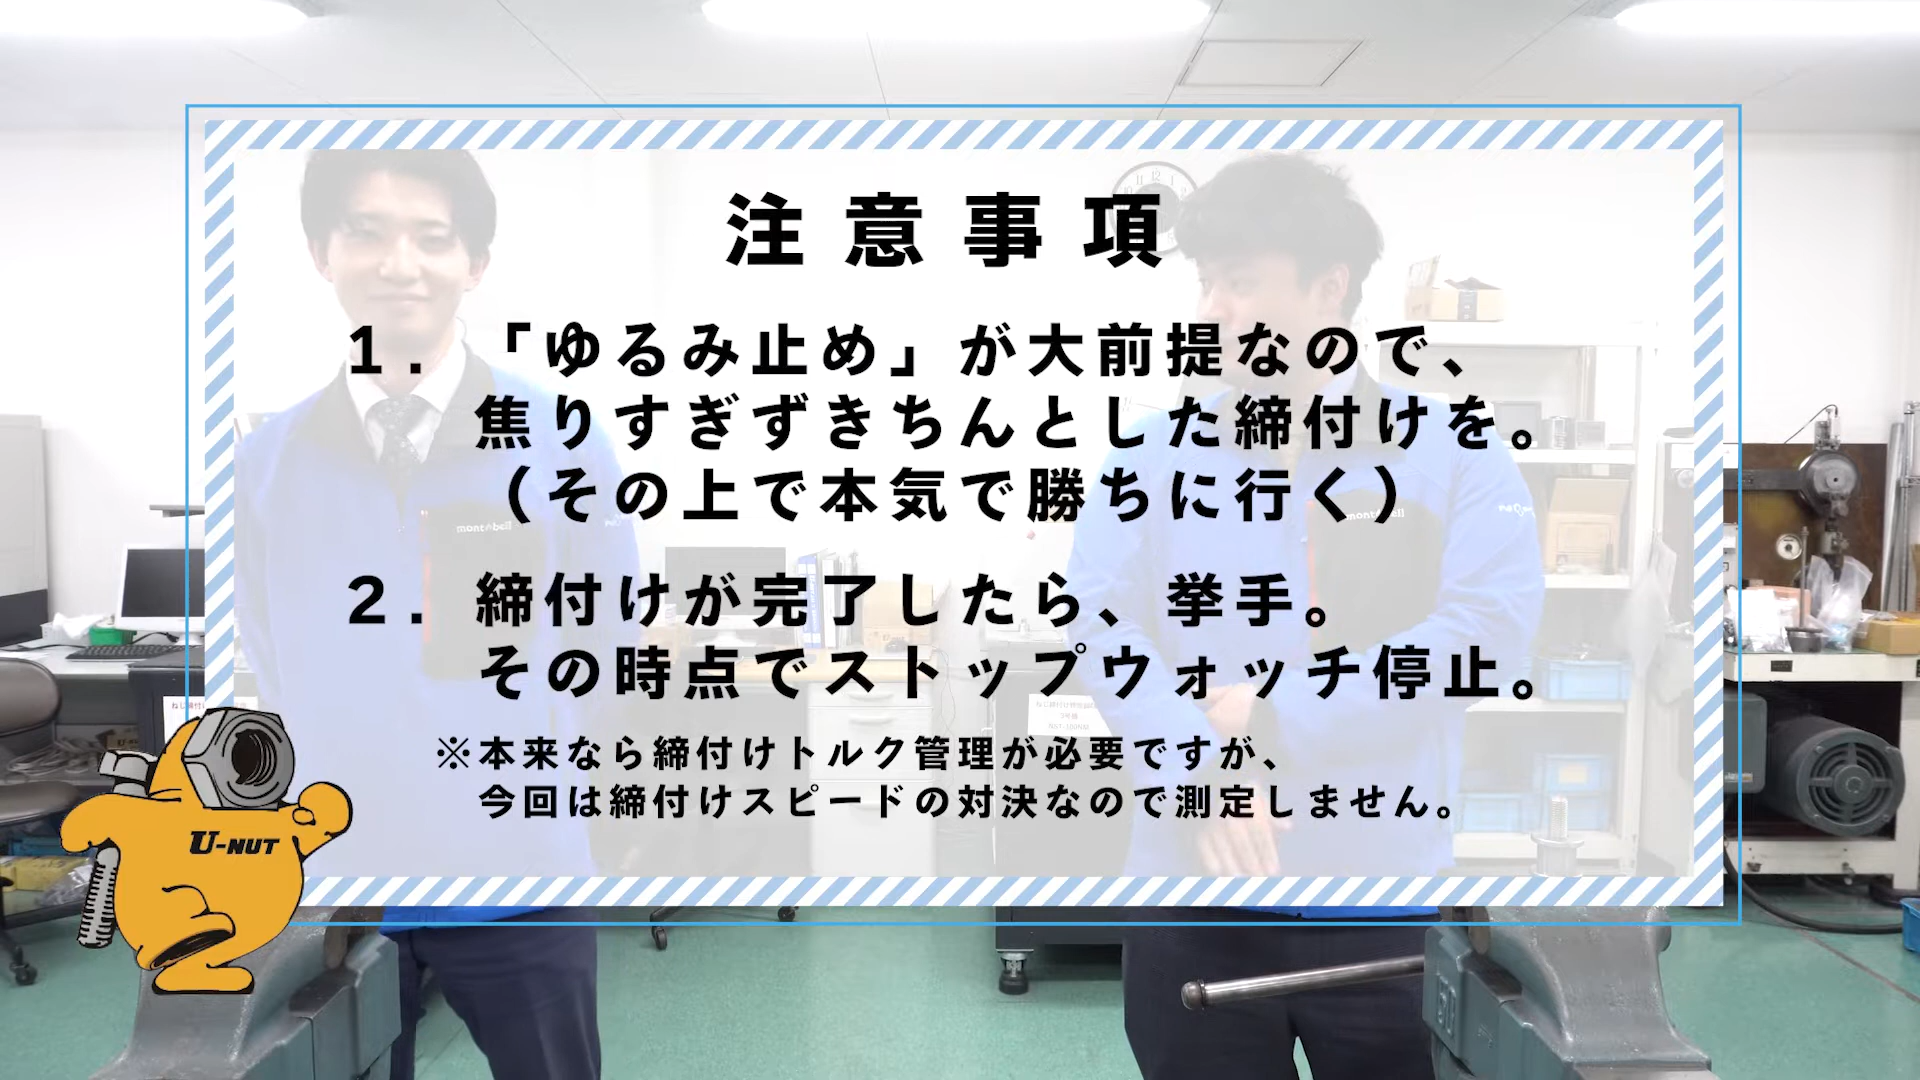 注意事項
1．「ゆるみ止め」が大前提なので、
焦りすぎずきちんとした締付けを。
（その上で本気で勝ちに行く）
2．締付けが完了したら、挙手。
その時点でストップウォッチ停止。
※本来なら締付けトルク管理が必要ですが、
今回は締付けスピードの対決なので測定しません。
mont-bell
mont-bell
U-NUT